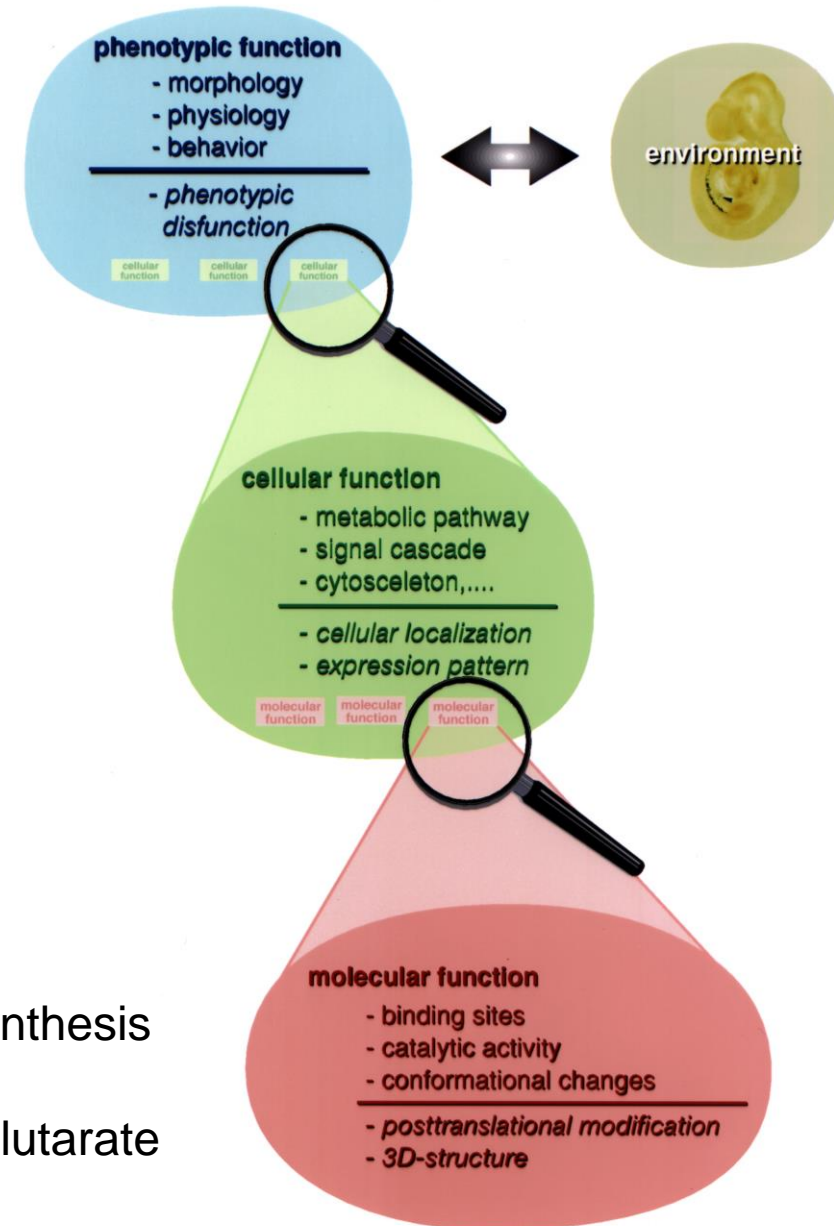 phenotypic function
- morphology
- physiology
- behavior
- phenotypic
disfunction
cellular
function
cellular
function
cellular
function
environment
cellular function
- metabolic pathway
- signal cascade
- cytosceleton,....
- cellular localization
- expression pattern
molecular
function
molecular
function
molecular
function
molecular function
- binding sites
- catalytic activity
- conformational changes
- posttranslational modification
- 3D-structure
nthesis
lutarate